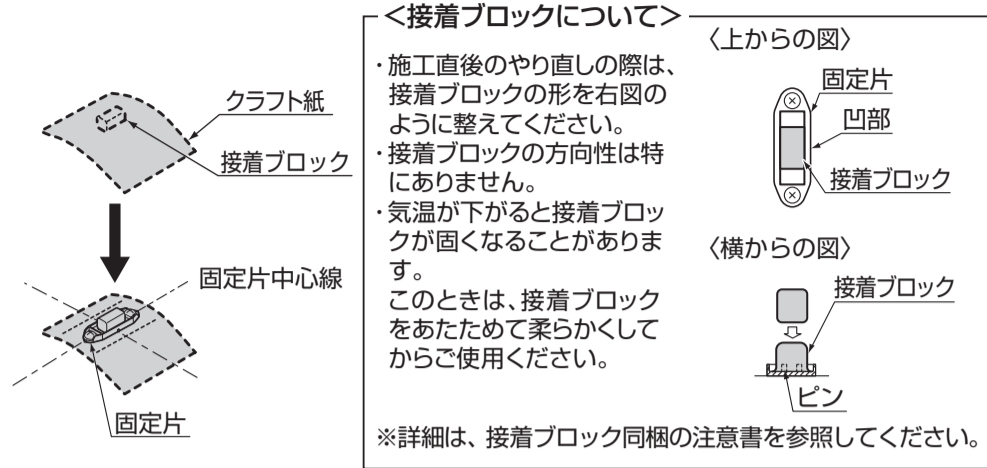 クラフト紙
接着ブロック
固定片中心線
固定片
<接着ブロックについて>
・施工直後のやり直しの際は、
接着ブロックの形を右図の
ように整えてください。
・接着ブロックの方向性は特
にありません。
・気温が下がると接着ブロッ
クが固くなることがありま
す。
このときは、接着ブロック
をあたためて柔らかくして
からご使用ください。
〈上からの図〉
固定片
凹部
接着ブロック
〈横からの図〉
接着ブロック
ピン
※詳細は、接着ブロック同梱の注意書を参照してください。